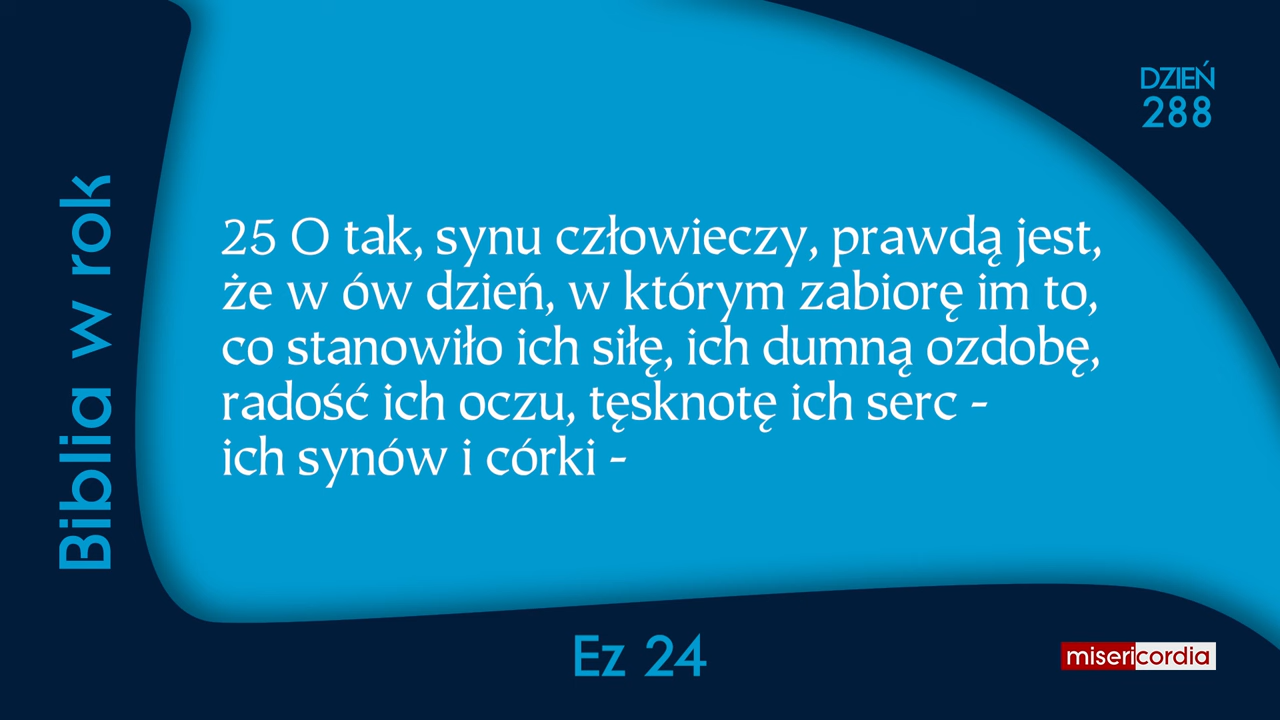 DZIEŃ
288
Biblia w rok
25 O tak, synu człowieczy, prawdą jest,
że w ów dzień, w którym zabiorę im to,
co stanowiło ich siłę, ich dumną ozdobę,
radość ich oczu, tęsknotę ich serc -
ich synów i córki -
Ez 24
misericordia